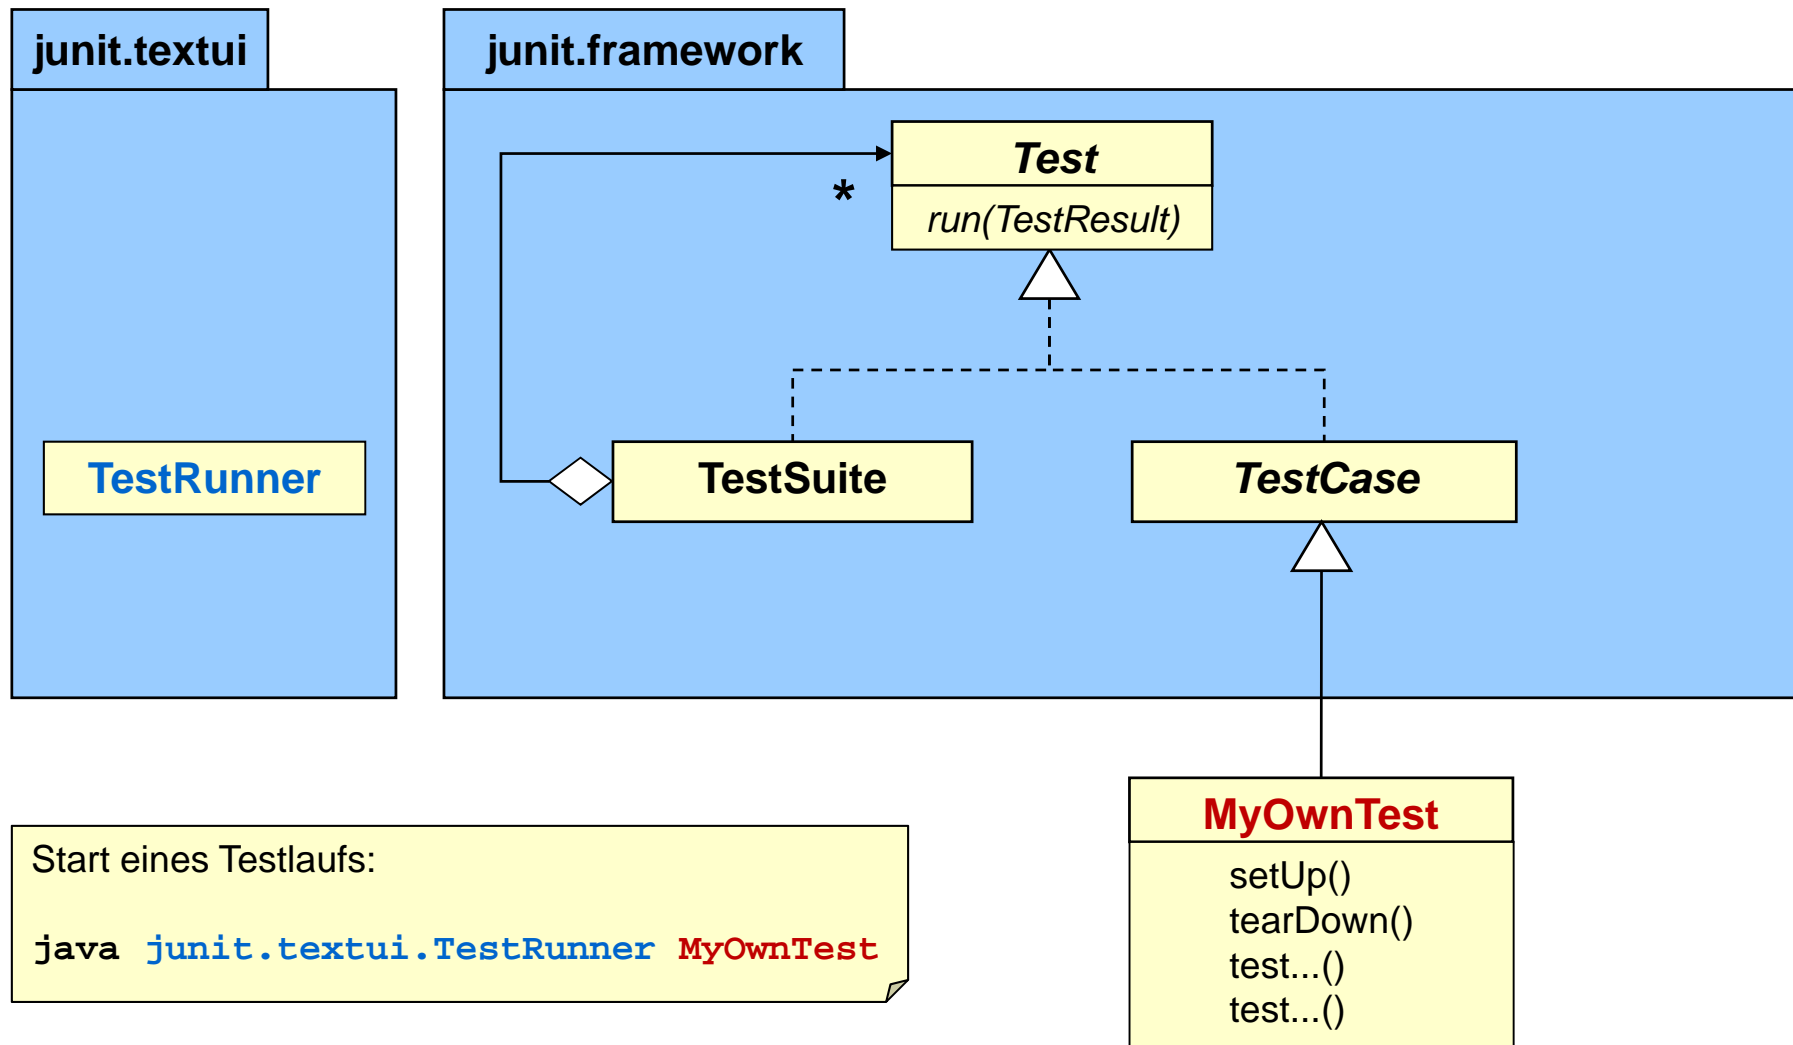 junit.textui
junit.framework
Test
*
run(TestResult)
TestRunner
TestSuite
TestCase
MyOwnTest
setUp()
tearDown()
test...()
test...()
Start eines Testlaufs:
java junit.textui.TestRunner MyOwnTest